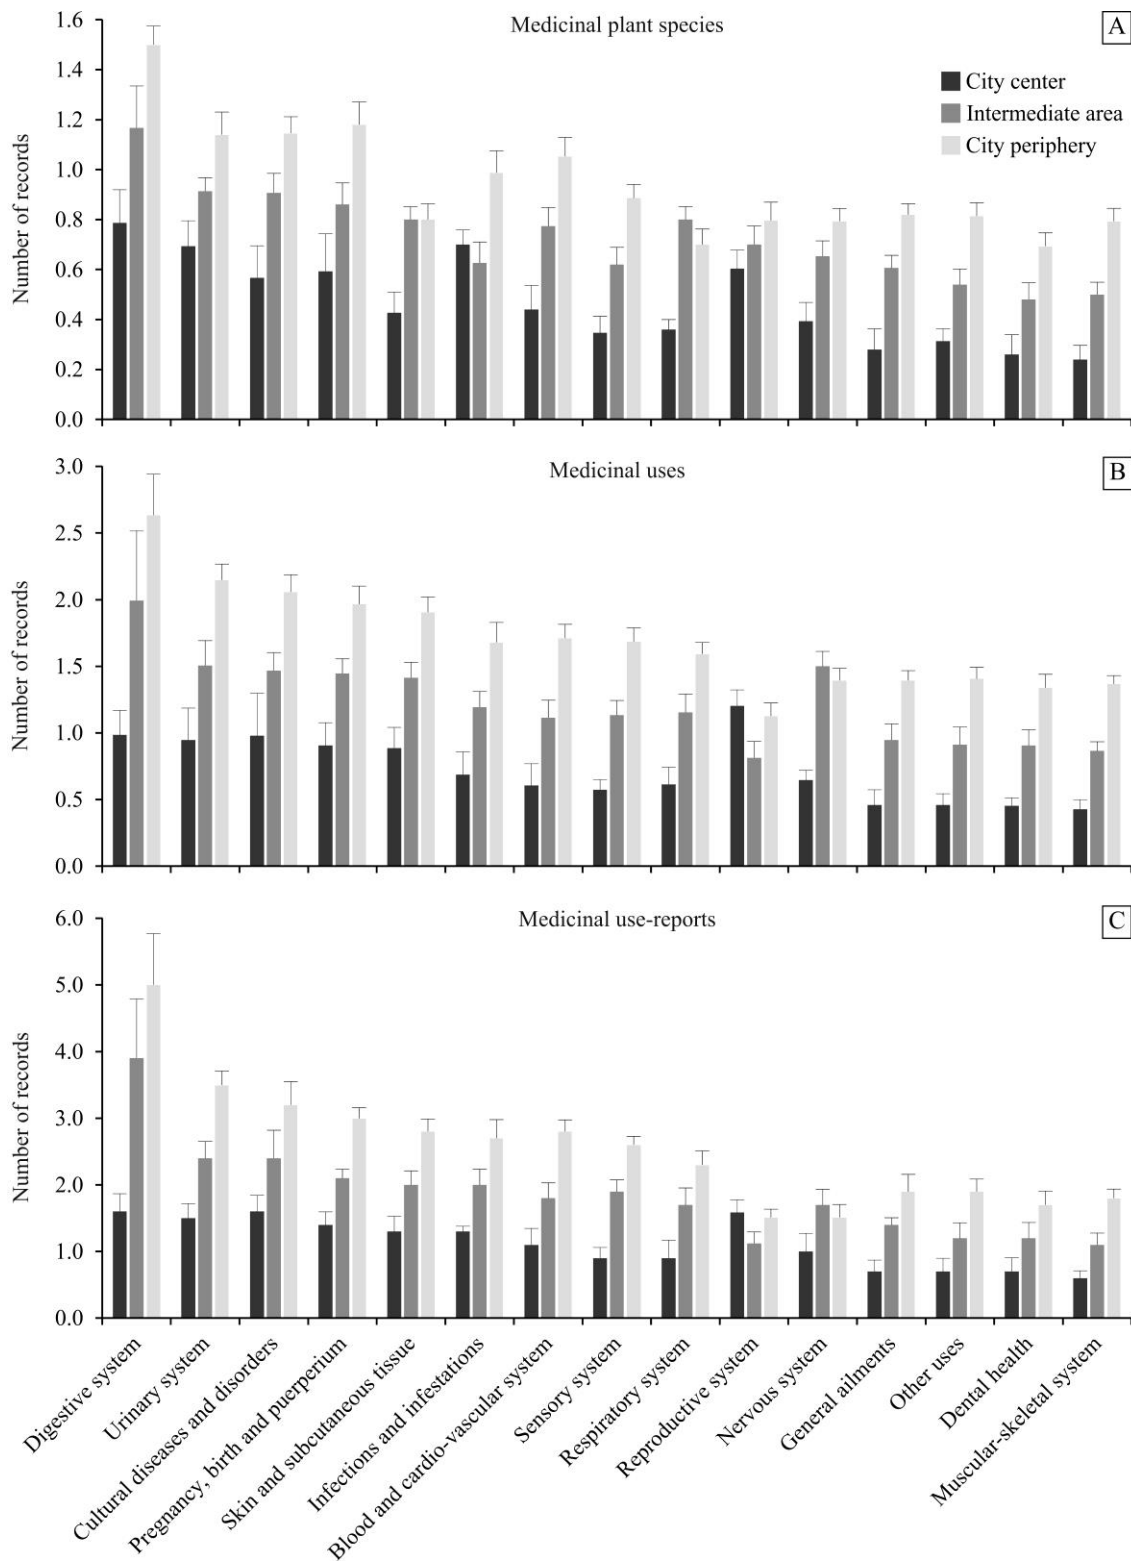 Medicinal plant species
A
City center
Intermediate area
City periphery
Number of records
1.6
1.4
1.2
1.0
0.8
0.6
0.4
0.2
0.0
Medicinal uses
B
Number of records
3.0
2.5
2.0
1.5
1.0
0.5
0.0
Medicinal use-reports
C
Number of records
6.0
5.0
4.0
3.0
2.0
1.0
0.0
Digestive system
Urinary system
Cultural diseases and disorders
Pregnancy, birth and puerperium
Skin and subcutaneous tissue
Infections and infestations
Blood and cardio-vascular system
Sensory system
Respiratory system
Reproductive system
Nervous system
General ailments
Other uses
Dental health
Muscular-skeletal system